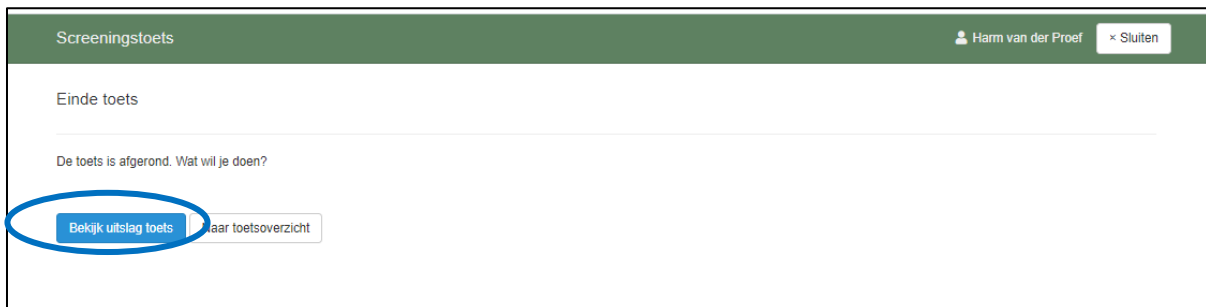 Screeningstoets
Harm van der Proef
× Sluiten
Einde toets
De toets is afgerond. Wat wil je doen?
Bekijk uitslag toets
Naar toetsoverzicht